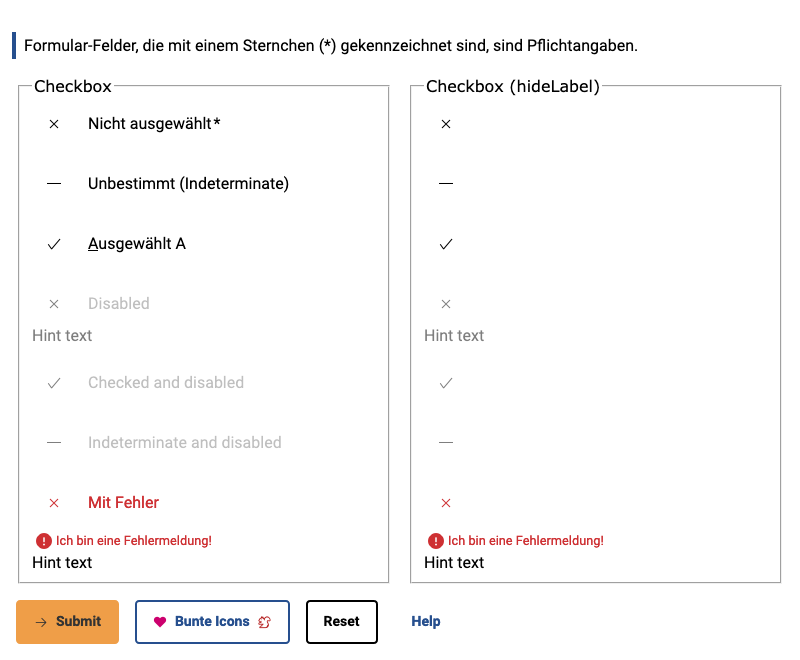 Formular-Felder, die mit einem Sternchen (*) gekennzeichnet sind, sind Pflichtangaben.
Checkbox
Nicht ausgewählt*
Unbestimmt (Indeterminate)
Ausgewählt A
Disabled
Hint text
Checked and disabled
Indeterminate and disabled
Mit Fehler
Ich bin eine Fehlermeldung!
Hint text
Checkbox (hideLabel)
Hint text
Ich bin eine Fehlermeldung!
Hint text
Submit
Bunte Icons
Reset
Help